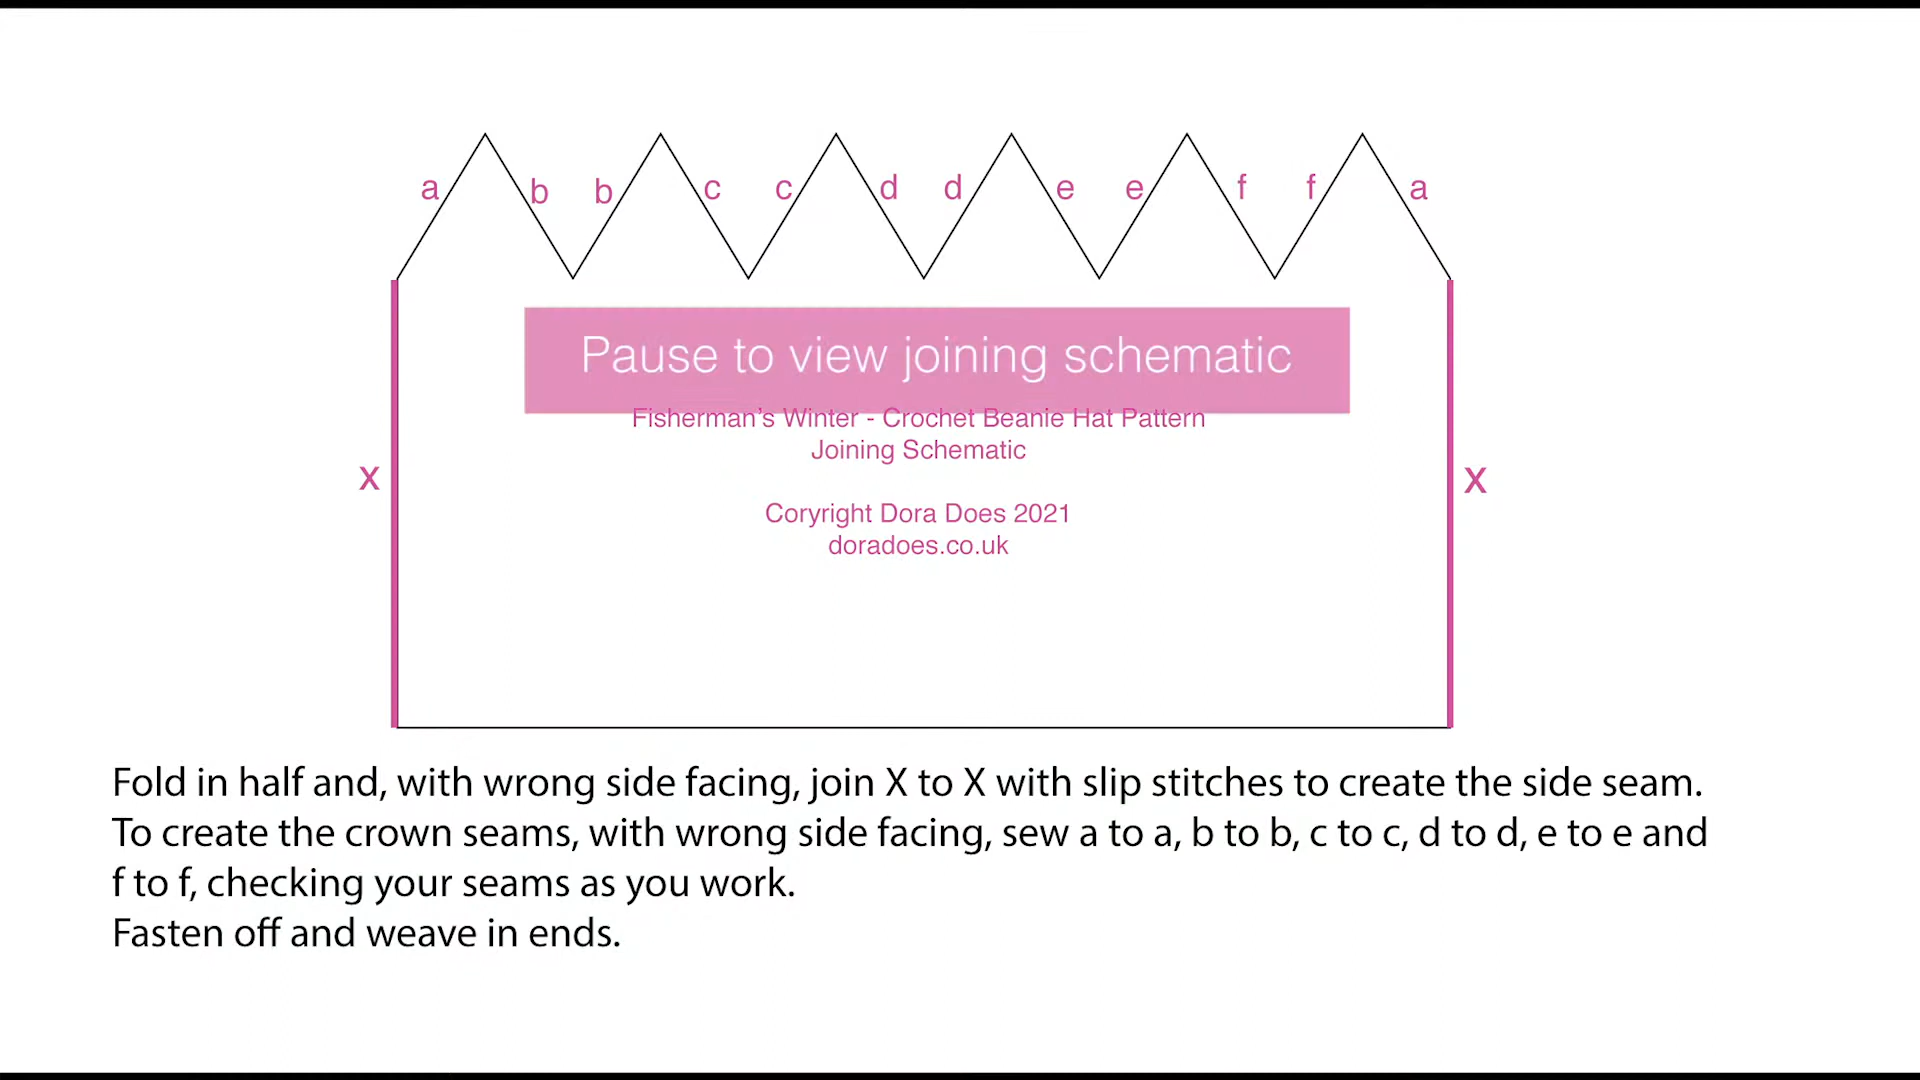 a b b c c d d e e f f a
Pause to view joining schematic
Fisherman's Winter - Crochet Beanie Hat Pattern
Joining Schematic
x x
Coryright Dora Does 2021
doradoes.co.uk
Fold in half and, with wrong side facing, join X to X with slip stitches to create the side seam.
To create the crown seams, with wrong side facing, sew a to a, b to b, c to c, d to d, e to e and
f to f, checking your seams as you work.
Fasten off and weave in ends.